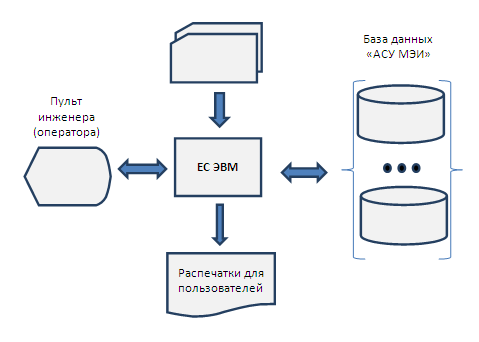 База данных
«АСУ МЭИ»
Пульт
инженера
(оператора)
ЕС ЭВМ
Распечатки для
пользователей